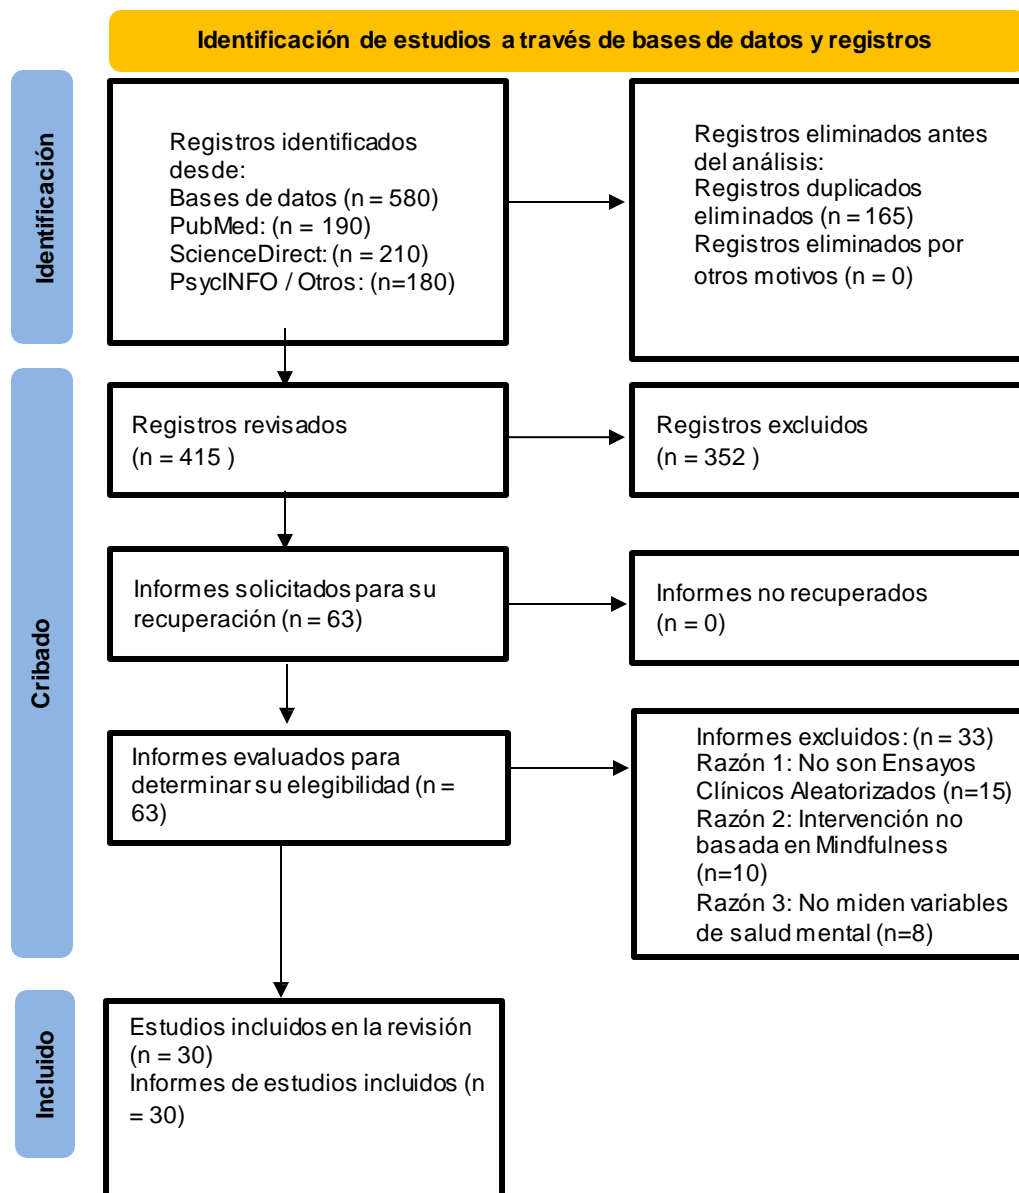 Identificación de estudios a través de bases de datos y registros
Identificación
Registros identificados
desde:
Bases de datos (n = 580)
PubMed: (n = 190)
ScienceDirect: (n = 210)
PsycINFO / Otros: (n=180)
Registros eliminados antes
del análisis:
Registros duplicados
eliminados (n = 165)
Registros eliminados por
otros motivos (n = 0)
Cribado
Registros revisados
(n = 415 )
Registros excluidos
(n = 352 )
Informes solicitados para su
recuperación (n = 63)
Informes no recuperados
(n = 0)
Informes evaluados para
determinar su elegibilidad (n =
63)
Informes excluidos: (n = 33)
Razón 1: No son Ensayos
Clínicos Aleatorizados (n=15)
Razón 2: Intervención no
basada en Mindfulness
(n=10)
Razón 3: No miden variables
de salud mental (n=8)
Incluido
Estudios incluidos en la revisión
(n = 30)
Informes de estudios incluidos (n
= 30)